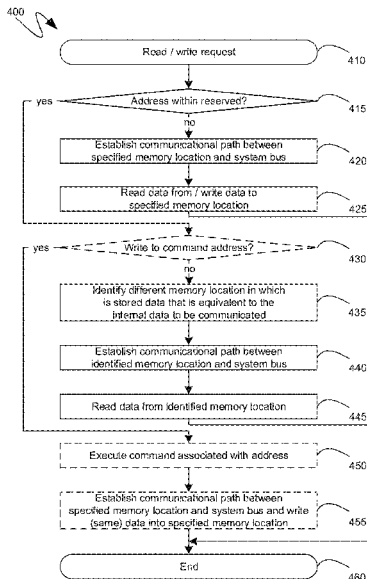 400
Read / write request
410
yes
Address within reserved?
415
no
Establish communicational path between
specified memory location and system bus
420
Read data from / write data to
specified memory location
425
yes
Write to command address?
430
no
Identify different memory location in which
is stored data that is equivalent to the
internal data to be communicated
435
Establish communicational path between
identified memory location and system bus
440
Read data from identified memory location
445
Execute command associated with address
450
Establish communicational path between
specified memory location and system bus and write
(same) data into specified memory location
455
End
460